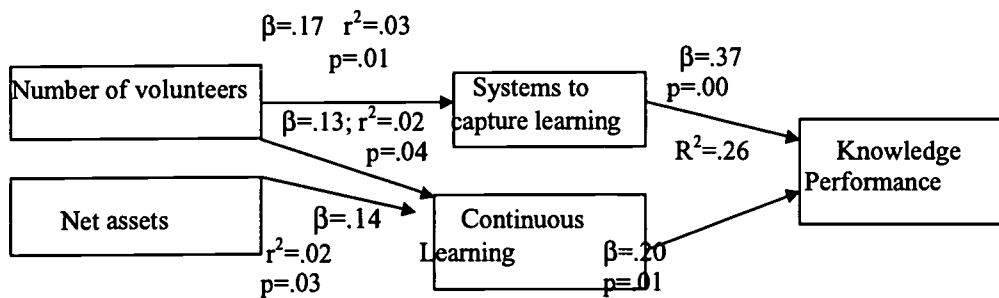 β=.17 r²=.03
p=.01
Number of volunteers
β=.13; r²=.02
p=.04
Systems to
capture learning
β=.37
p=.00
R²=.26
Knowledge
Performance
Net assets
β=.14
r²=.02
p=.03
Continuous
Learning
β=.20
p=.01